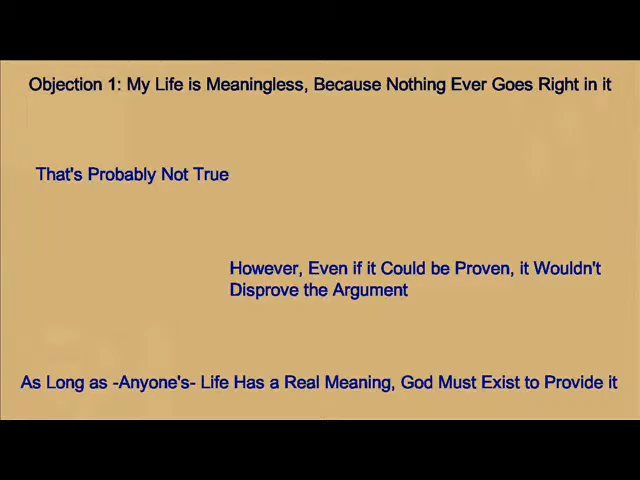 Objection 1: My Life is Meaningless, Because Nothing Ever Goes Right in it
That's Probably Not True
However, Even if it Could be Proven, it Wouldn't
Disprove the Argument
As Long as -Anyone's- Life Has a Real Meaning, God Must Exist to Provide it